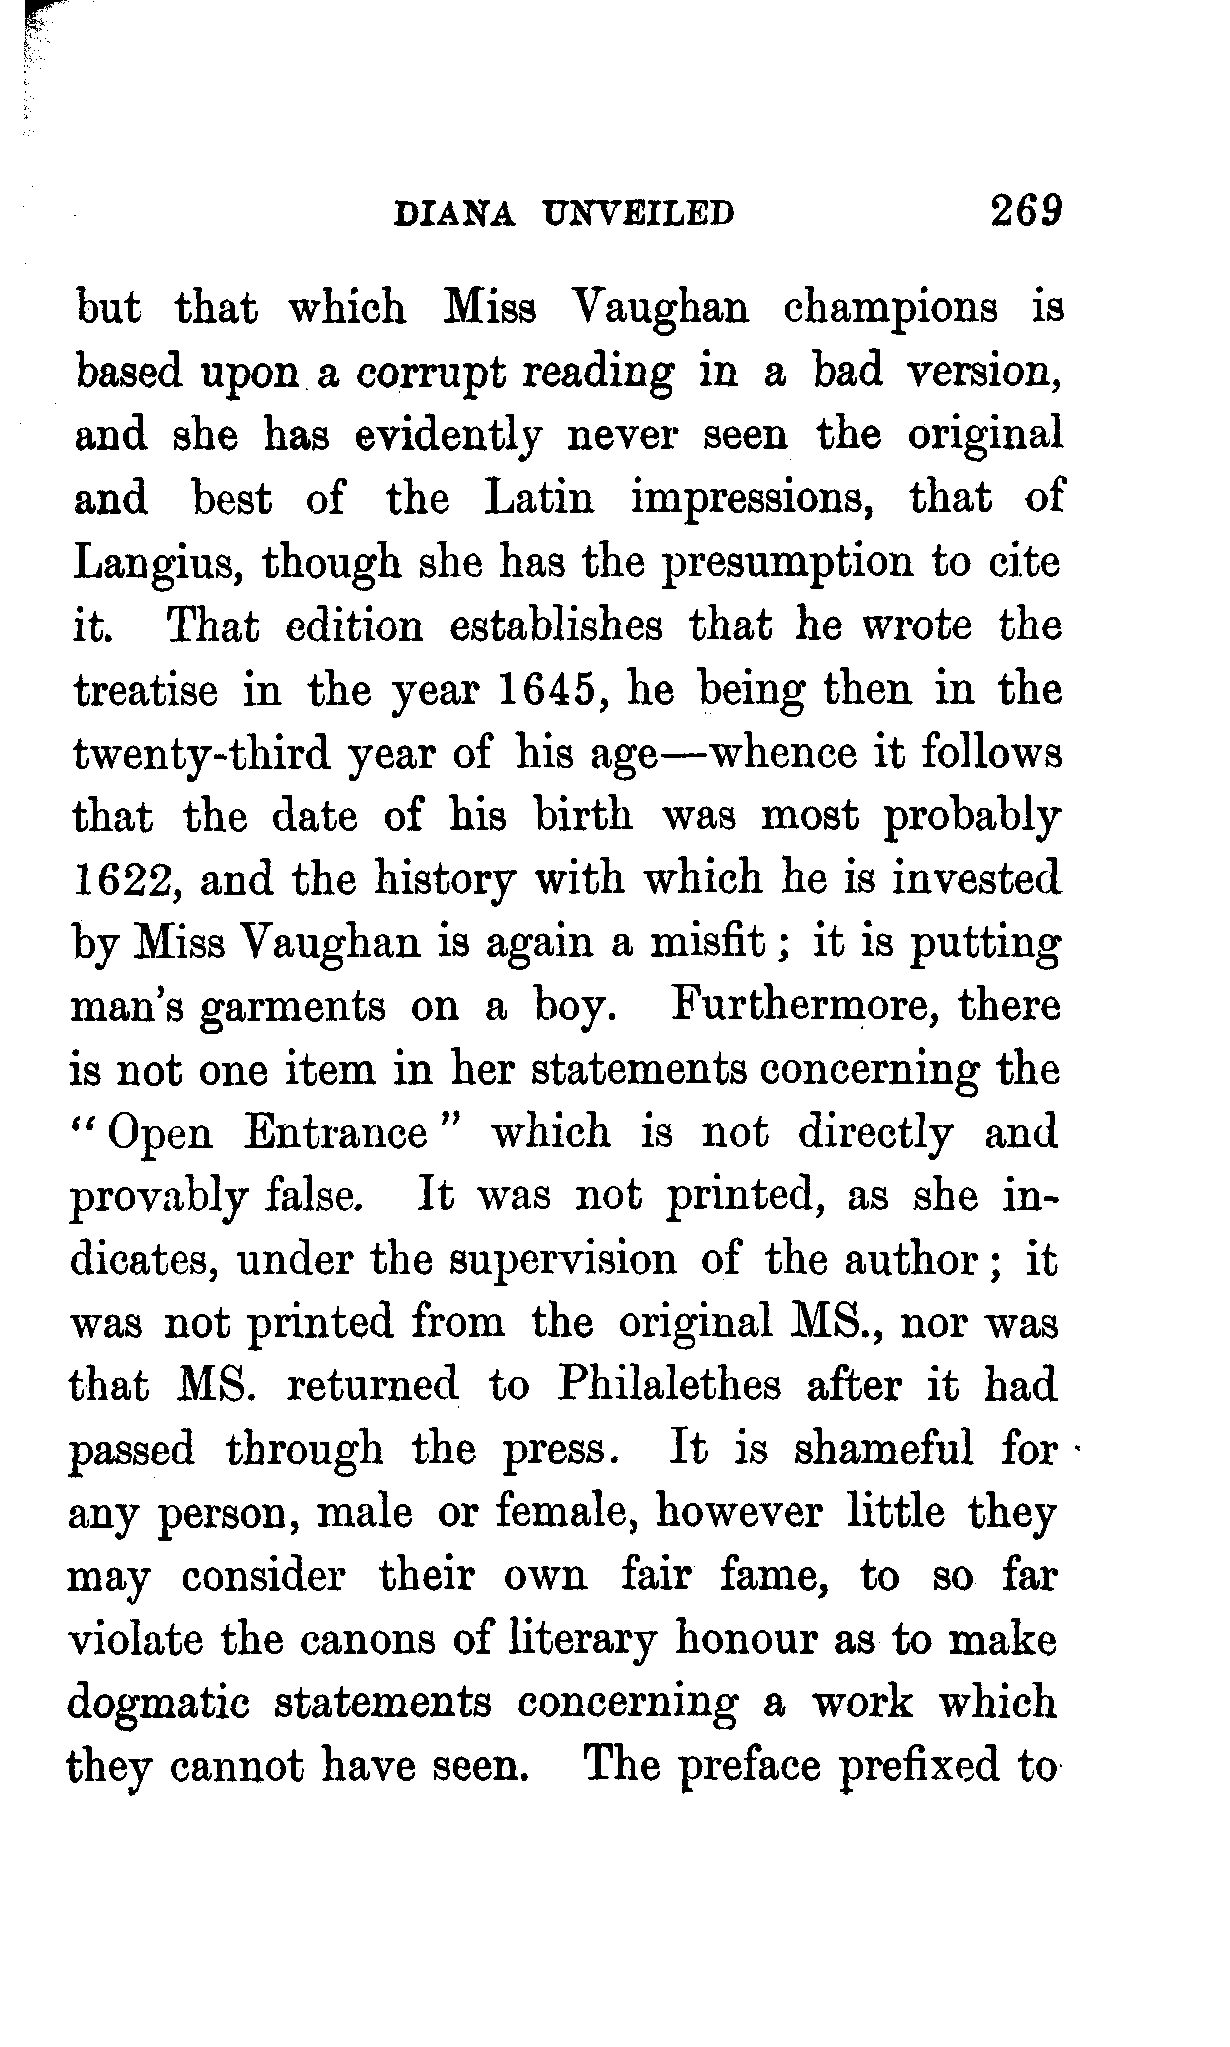 DIANA UNVEILED 269
but that which Miss Vaughan champions is
based upon a corrupt reading in a bad version,
and she has evidently never seen the original
and best of the Latin impressions, that of
Langius, though she has the presumption to cite
it. That edition establishes that he wrote the
treatise in the year 1645, he being then in the
twenty-third year of his age—whence it follows
that the date of his birth was most probably
1622, and the history with which he is invested
by Miss Vaughan is again a misfit; it is putting
man's garments on a boy. Furthermore, there
is not one item in her statements concerning the
"Open Entrance" which is not directly and
provably false. It was not printed, as she in-
dicates, under the supervision of the author; it
was not printed from the original MS., nor was
that MS. returned to Philalethes after it had
passed through the press. It is shameful for
any person, male or female, however little they
may consider their own fair fame, to so far
violate the canons of literary honour as to make
dogmatic statements concerning a work which
they cannot have seen. The preface prefixed to